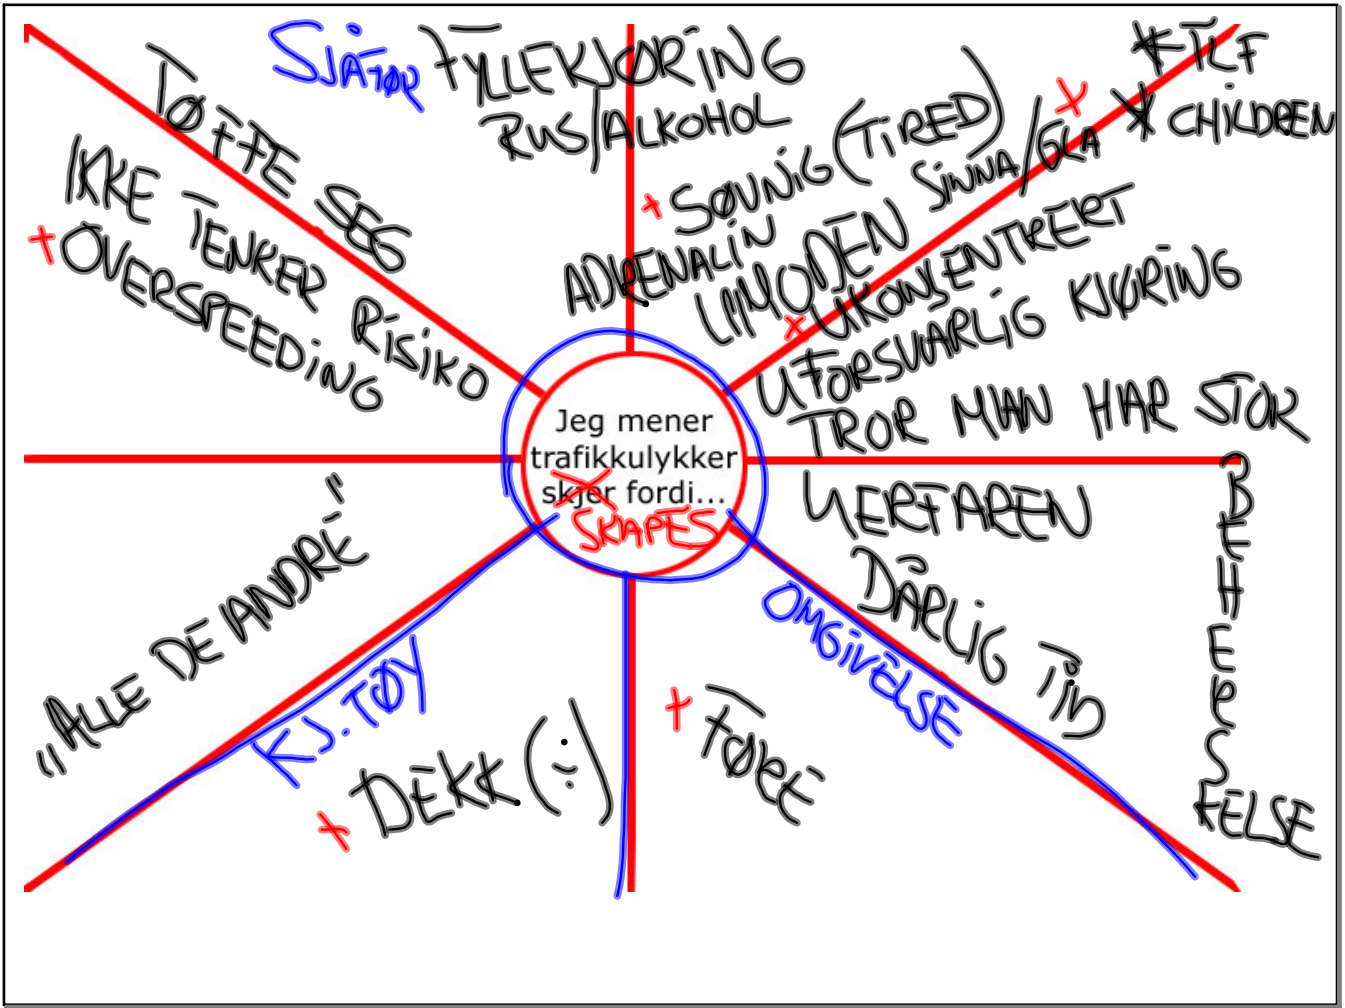 SJÅFØR
FYLLEKJØRING
RUS/ALKOHOL
TØFFE SEG
IKKE TENKER RISIKO
+ OVERSPEEDING
* TLF
x * CHILDREN
x SØVNIG (TIRED)
ADRENALIN
UMODEN SINNA/GLA
x UKONSENTRERT
UFORSVARLIG KJØRING
TROR MAN HAR STOR
BEHERSKELSE
Jeg mener
trafikkulykker
skjer fordi...
SKAPES
UERFAREN
DÅRLIG TID
OMGIVELSE
+ FØRE
"ALLE DE ANDRE"
KJ.TØY
+ DEKK (:)